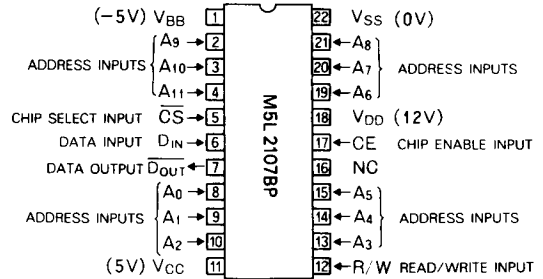 (-5V) VBB 1 22 VSS (0V)
A9 2 21 A8
ADDRESS INPUTS A10 3 20 A7 ADDRESS INPUTS
A11 4 19 A6
CHIP SELECT INPUT C̅S̅ 5 18 VDD (12V)
DATA INPUT DIN 6 17 CE CHIP ENABLE INPUT
DATA OUTPUT D̅O̅U̅T̅ 7 16 NC
A0 8 15 A5
ADDRESS INPUTS A1 9 14 A4 ADDRESS INPUTS
A2 10 13 A3
(5V) VCC 11 12 R/W READ/WRITE INPUT
M5L 2107BP